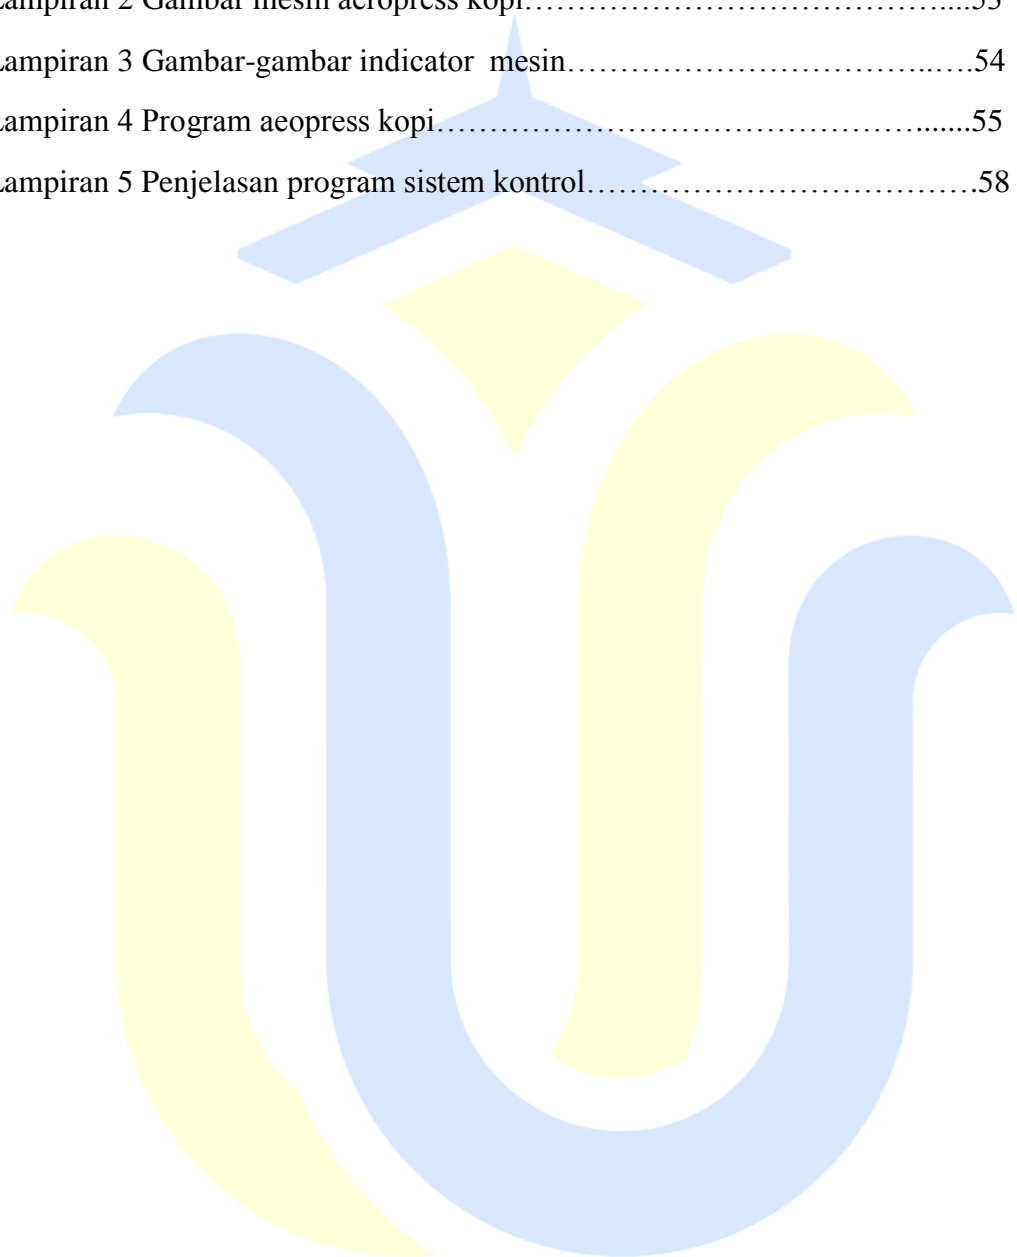 Lampiran 2 Gambar mesin aeropress kopi…………………………………....53
Lampiran 3 Gambar-gambar indicator mesin……………………………..….54
Lampiran 4 Program aeopress kopi……………………………………….......55
Lampiran 5 Penjelasan program sistem kontrol……………………………….58